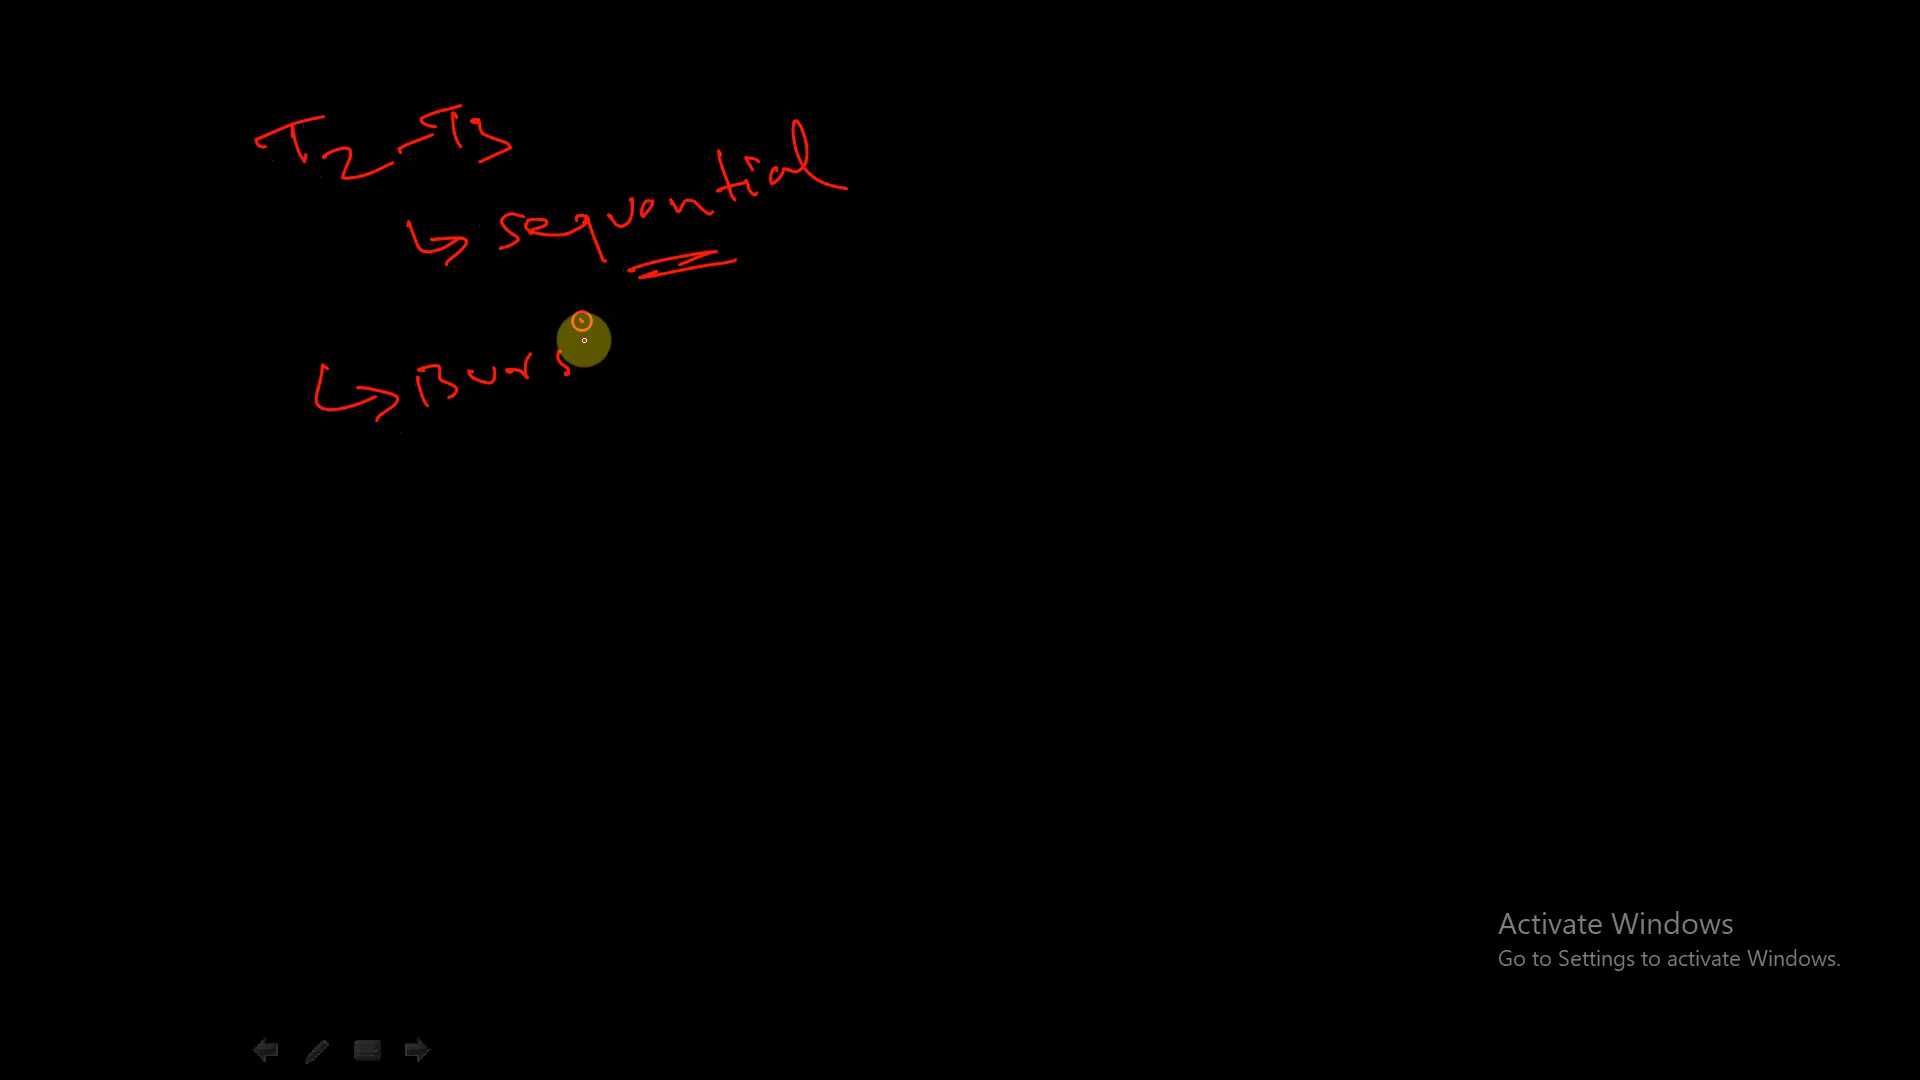 T2-T3
↳ sequential
↳ Burs
Activate Windows
Go to Settings to activate Windows.